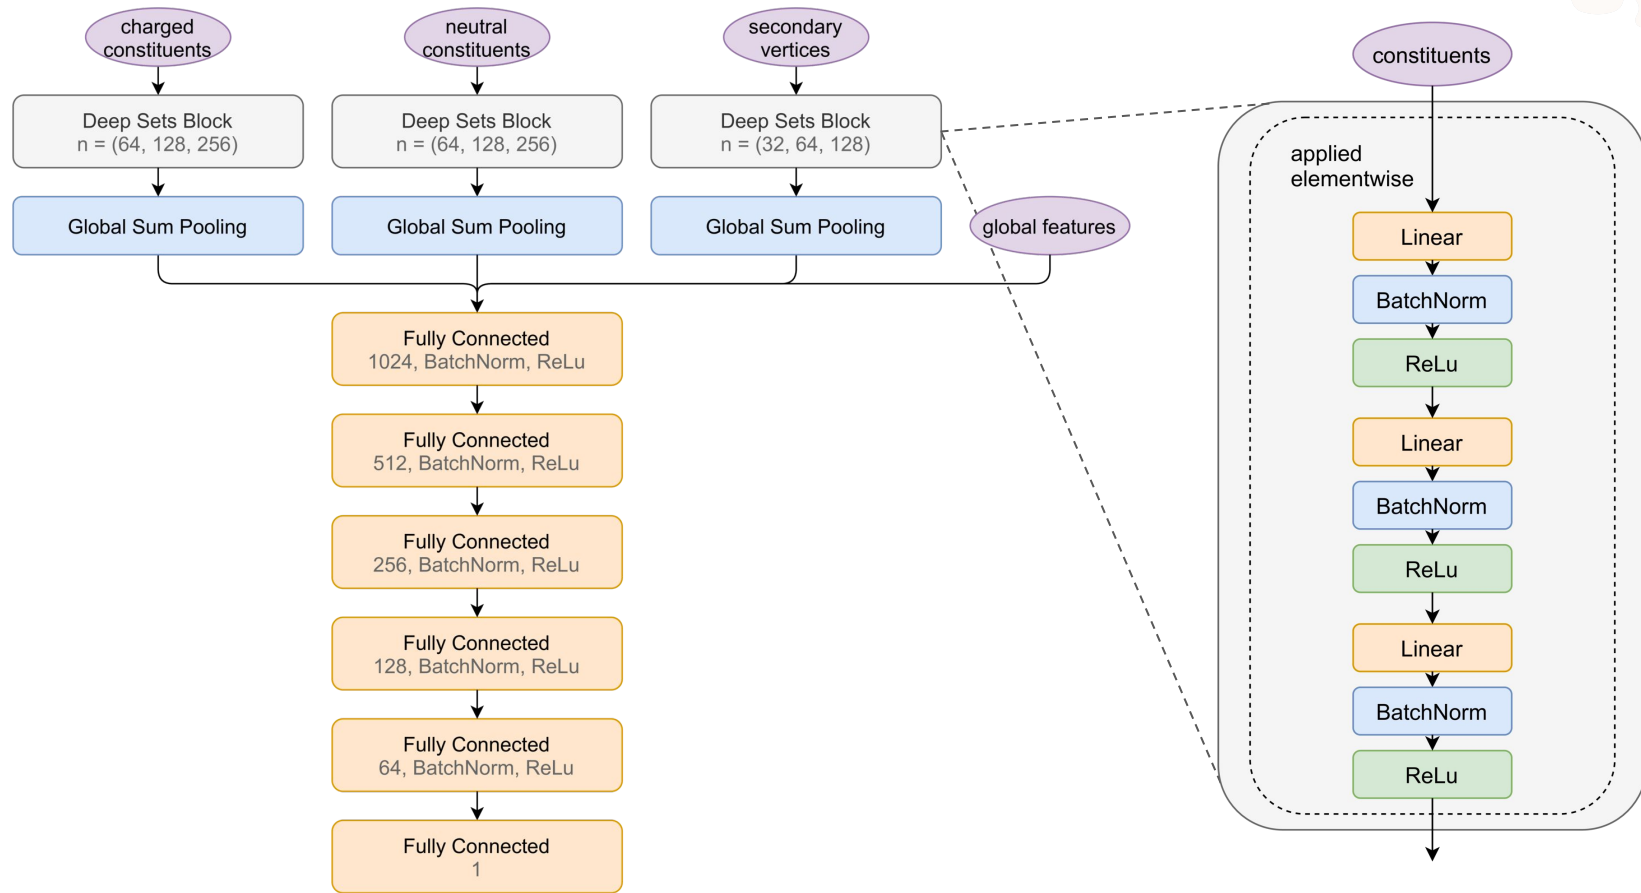 charged
constituents
neutral
constituents
secondary
vertices
Deep Sets Block
n = (64, 128, 256)
Deep Sets Block
n = (64, 128, 256)
Deep Sets Block
n = (32, 64, 128)
Global Sum Pooling
Global Sum Pooling
Global Sum Pooling
global features
Fully Connected
1024, BatchNorm, ReLu
Fully Connected
512, BatchNorm, ReLu
Fully Connected
256, BatchNorm, ReLu
Fully Connected
128, BatchNorm, ReLu
Fully Connected
64, BatchNorm, ReLu
Fully Connected
1
constituents
applied
elementwise
Linear
BatchNorm
ReLu
Linear
BatchNorm
ReLu
Linear
BatchNorm
ReLu